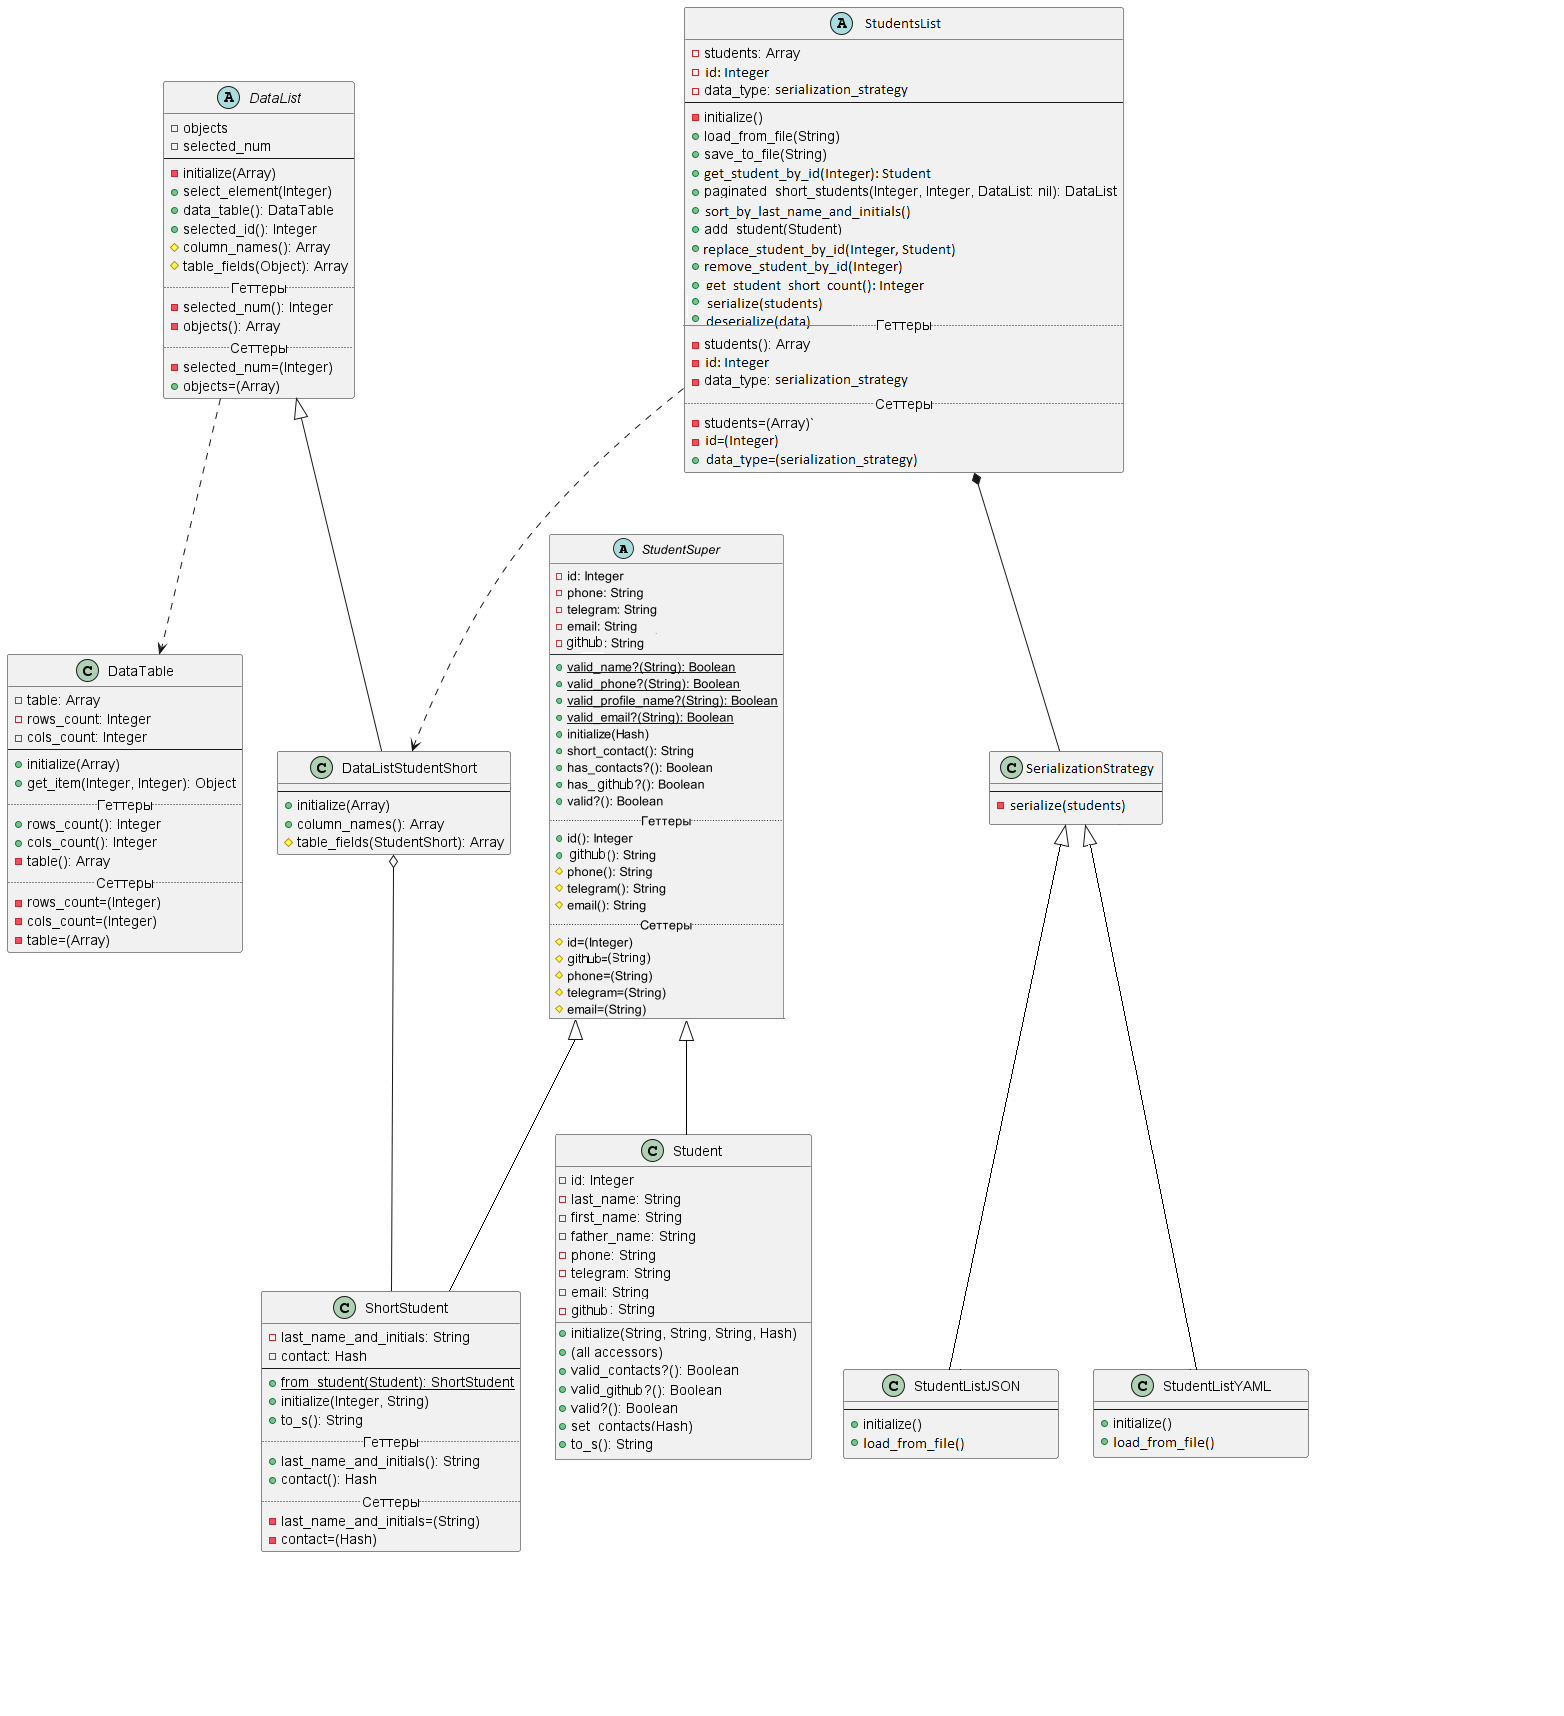 A StudentsList
students: Array
id: Integer
data_type: serialization_strategy
initialize()
load_from_file(String)
save_to_file(String)
get_student_by_id(Integer): Student
paginated_short_students(Integer, Integer, DataList: nil): DataList
sort_by_last_name_and_initials()
add_student(Student)
replace_student_by_id(Integer, Student)
remove_student_by_id(Integer)
get_student_short_count(): Integer
serialize(students)
deserialize(data)
Геттеры
students(): Array
id: Integer
data_type: serialization_strategy
Сеттеры
students=(Array)`
id=(Integer)
data_type=(serialization_strategy)
A DataList
objects
selected_num
initialize(Array)
select_element(Integer)
data_table(): DataTable
selected_id(): Integer
column_names(): Array
table_fields(Object): Array
Геттеры
selected_num(): Integer
objects(): Array
Сеттеры
selected_num=(Integer)
objects=(Array)
A StudentSuper
id: Integer
phone: String
telegram: String
email: String
github: String
valid_name?(String): Boolean
valid_phone?(String): Boolean
valid_profile_name?(String): Boolean
valid_email?(String): Boolean
initialize(Hash)
short_contact(): String
has_contacts?(): Boolean
has_github?(): Boolean
valid?(): Boolean
Геттеры
id(): Integer
github(): String
phone(): String
telegram(): String
email(): String
Сеттеры
id=(Integer)
github=(String)
phone=(String)
telegram=(String)
email=(String)
C DataTable
table: Array
rows_count: Integer
cols_count: Integer
initialize(Array)
get_item(Integer, Integer): Object
Геттеры
rows_count(): Integer
cols_count(): Integer
table(): Array
Сеттеры
rows_count=(Integer)
cols_count=(Integer)
table=(Array)
C DataListStudentShort
initialize(Array)
column_names(): Array
table_fields(StudentShort): Array
C SerializationStrategy
serialize(students)
C Student
id: Integer
last_name: String
first_name: String
father_name: String
phone: String
telegram: String
email: String
github: String
initialize(String, String, String, Hash)
(all accessors)
valid_contacts?(): Boolean
valid_github?(): Boolean
valid?(): Boolean
set_contacts(Hash)
to_s(): String
C ShortStudent
last_name_and_initials: String
contact: Hash
from_student(Student): ShortStudent
initialize(Integer, String)
to_s(): String
Геттеры
last_name_and_initials(): String
contact(): Hash
Сеттеры
last_name_and_initials=(String)
contact=(Hash)
C StudentListJSON
initialize()
load_from_file()
C StudentListYAML
initialize()
load_from_file()